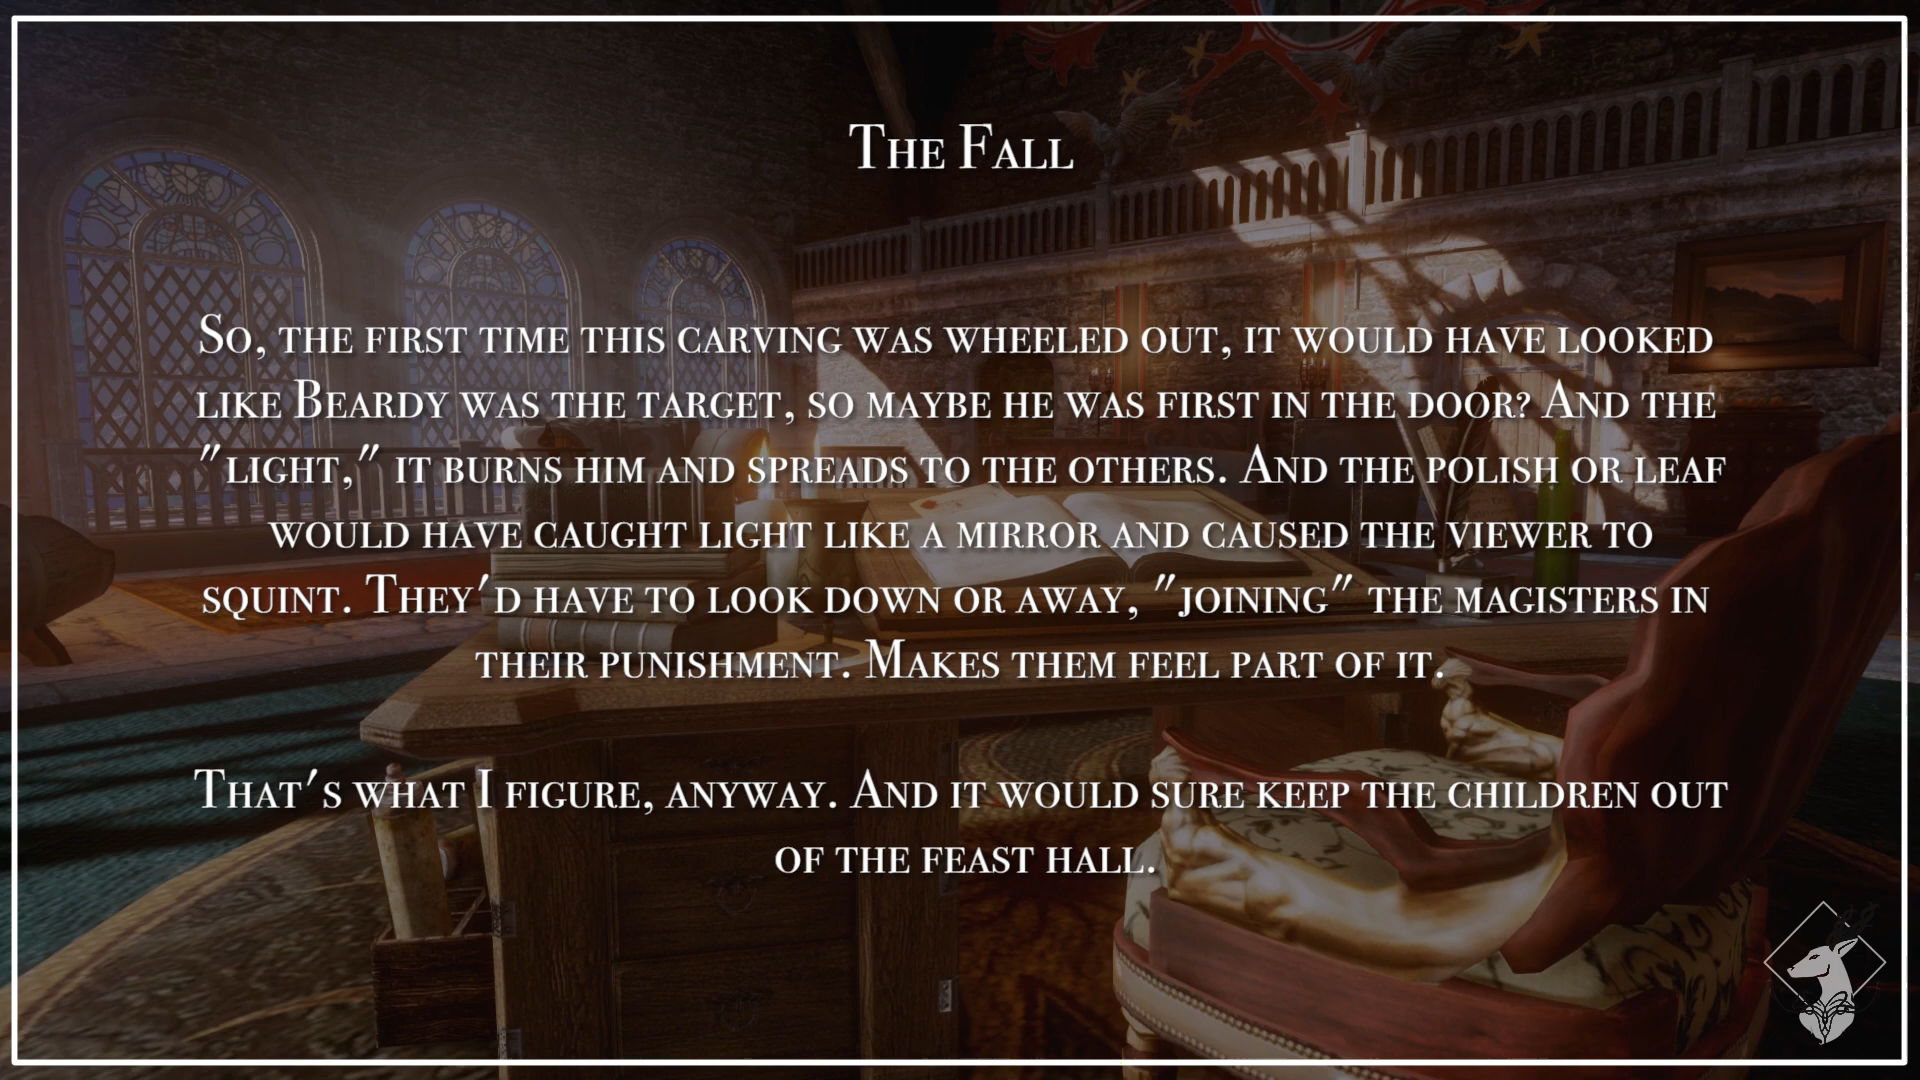 The Fall
So, the first time this carving was wheeled out, it would have looked
like Beardy was the target, so maybe he was first in the door? And the
"light," it burns him and spreads to the others. And the polish or leaf
would have caught light like a mirror and caused the viewer to
squint. They'd have to look down or away, "joining" the magisters in
their punishment. Makes them feel part of it.
That's what I figure, anyway. And it would sure keep the children out
of the feast hall.